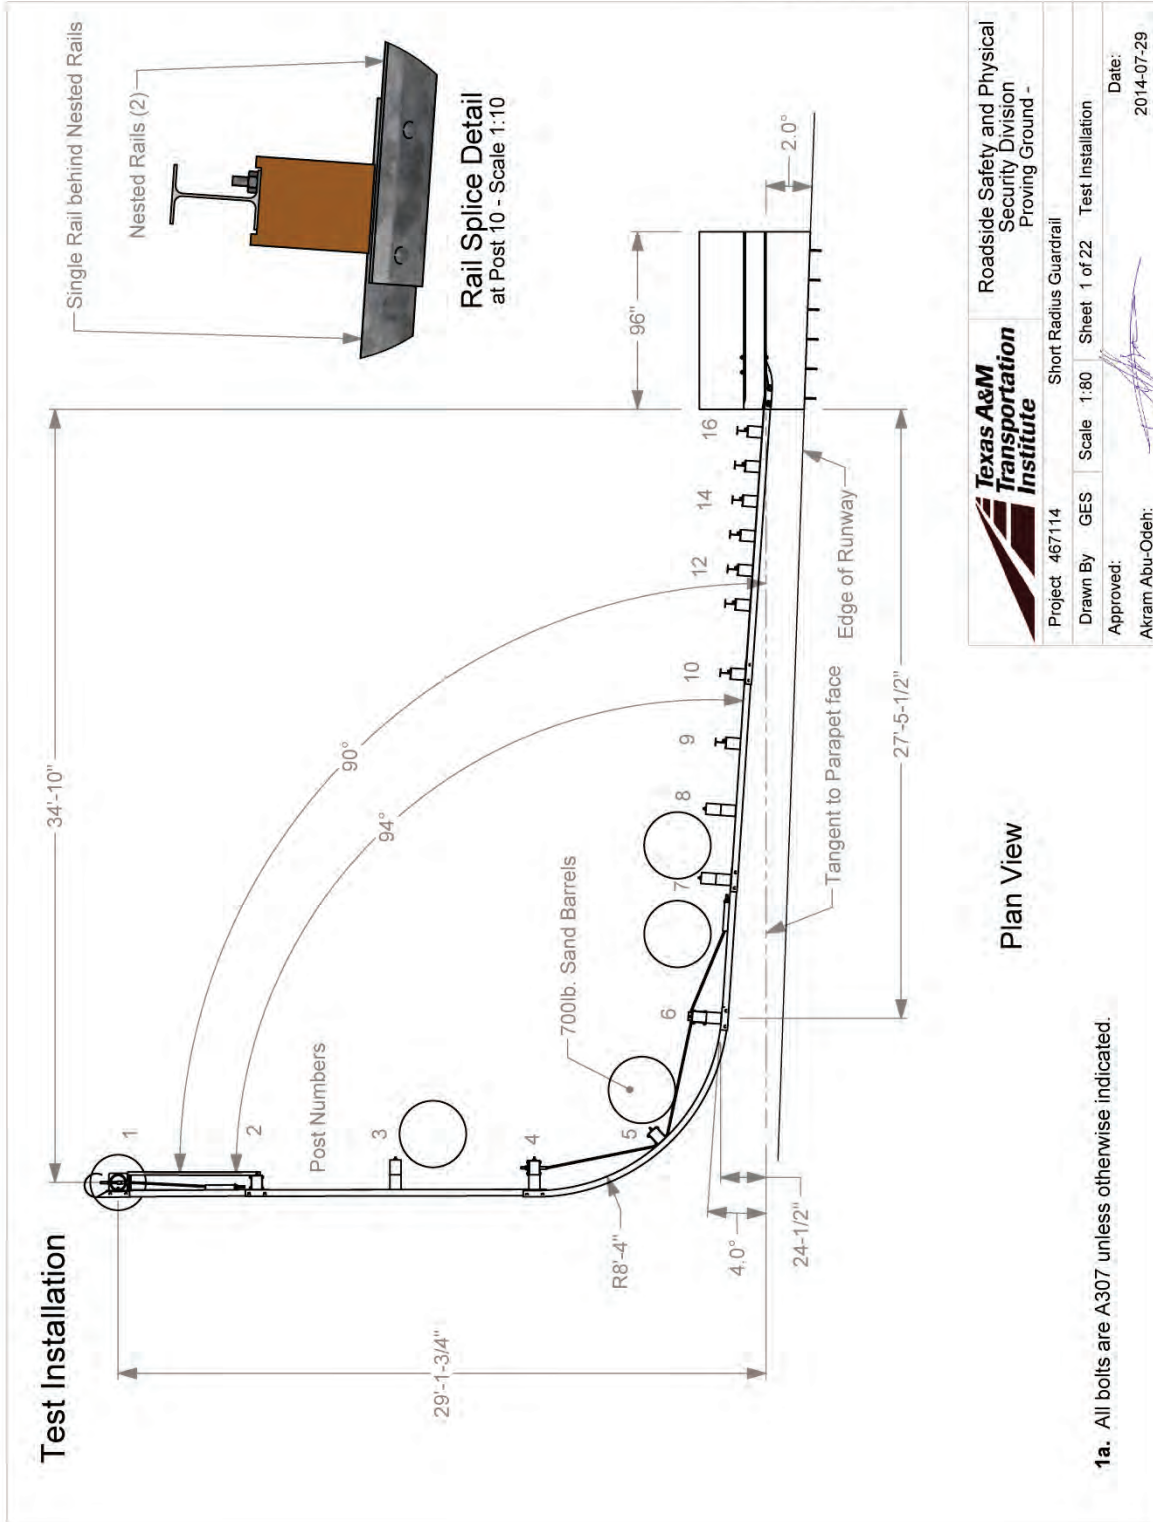 Test Installation
34'-10"
90°
94°
29'-1-3/4"
Post Numbers
1
2
3
4
5
6
7
8
9
10
12
14
16
700lb. Sand Barrels
R8'-4"
4.0°
24-1/2"
27'-5-1/2"
96"
2.0°
Tangent to Parapet face
Edge of Runway
Plan View
Single Rail behind Nested Rails
Nested Rails (2)
Rail Splice Detail
at Post 10 - Scale 1:10
1a. All bolts are A307 unless otherwise indicated.
Texas A&M
Transportation
Institute
Roadside Safety and Physical
Security Division
Proving Ground -
Project 467114 Short Radius Guardrail
Drawn By GES Scale 1:80 Sheet 1 of 22 Test Installation
Approved: Date:
Akram Abu-Odeh: 2014-07-29